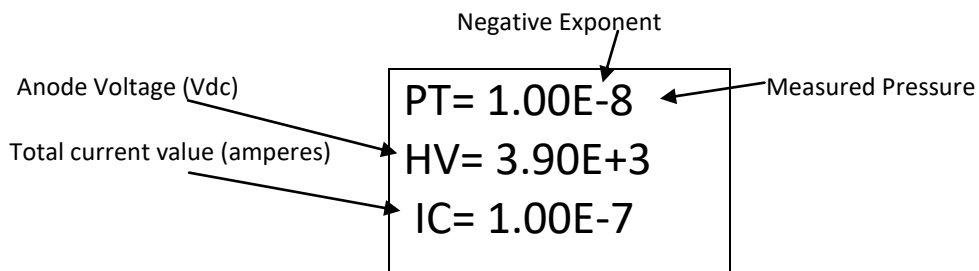 Negative Exponent
Anode Voltage (Vdc)
PT= 1.00E-8
Measured Pressure
Total current value (amperes)
HV= 3.90E+3
IC= 1.00E-7